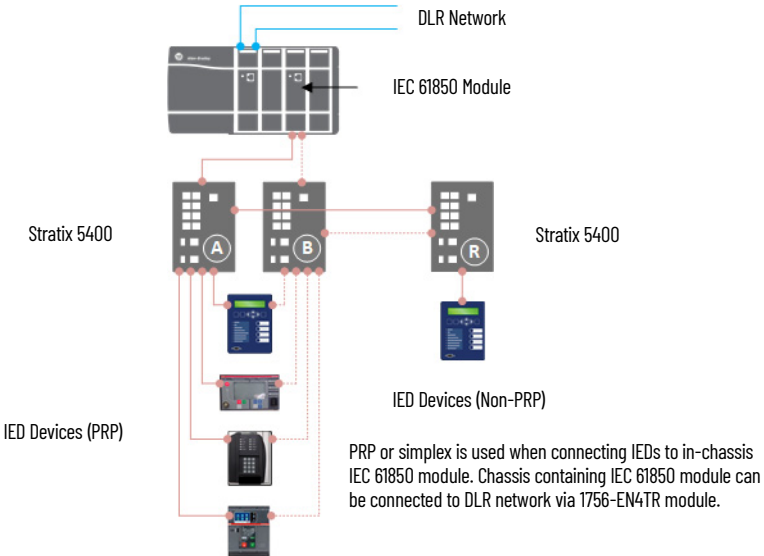 DLR Network
IEC 61850 Module
Stratix 5400
A
B
R
Stratix 5400
IED Devices (PRP)
IED Devices (Non-PRP)
PRP or simplex is used when connecting IEDs to in-chassis
IEC 61850 module. Chassis containing IEC 61850 module can
be connected to DLR network via 1756-EN4TR module.